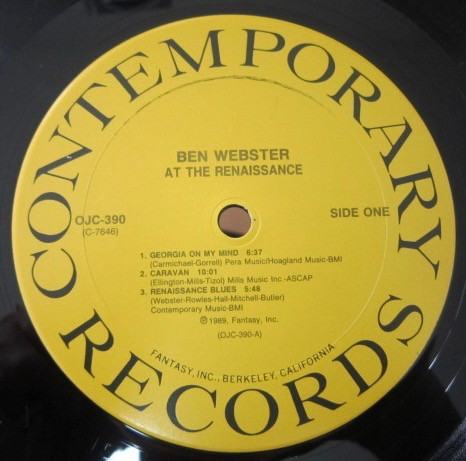 CONTEMPORARY RECORDS
BEN WEBSTER
AT THE RENAISSANCE
OJC-390
(C-7646)
SIDE ONE
1. GEORGIA ON MY MIND 6:37
(Carmichael-Gorrell) Pera Music/Hoagland Music-BMI
2. CARAVAN 10:01
(Ellington-Mills-Tizol) Mills Music Inc.-ASCAP
3. RENAISSANCE BLUES 5:48
(Webster-Rowles-Hall-Mitchell-Butler)
Contemporary Music-BMI
℗1989, Fantasy, Inc.
(OJC-390-A)
FANTASY, INC., BERKELEY, CALIFORNIA